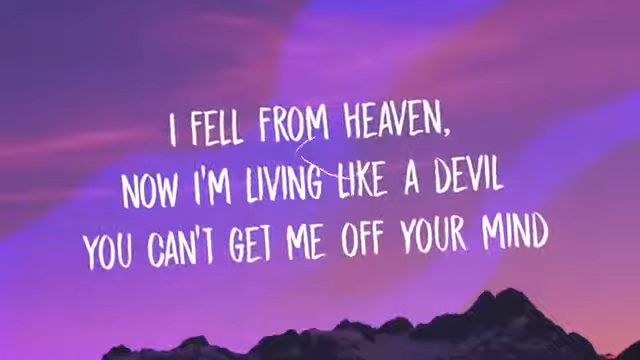 I FELL FROM HEAVEN,
NOW I'M LIVING LIKE A DEVIL
YOU CAN'T GET ME OFF YOUR MIND